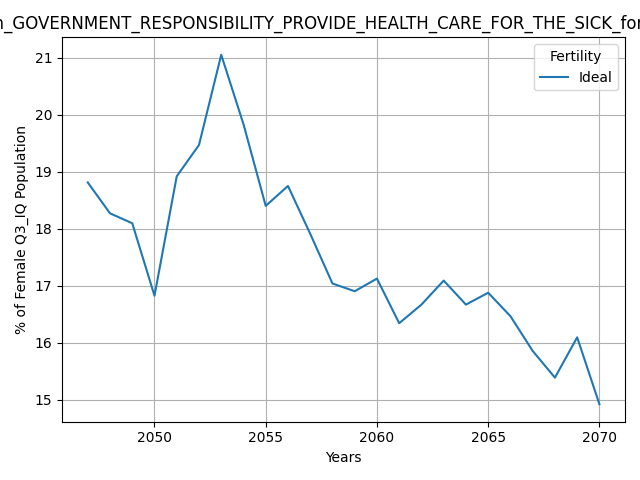 _GOVERNMENT_RESPONSIBILITY_PROVIDE_HEALTH_CARE_FOR_THE_SICK_for
Fertility
Ideal
% of Female Q3_IQ Population
21
20
19
18
17
16
15
2050 2055 2060 2065 2070
Years